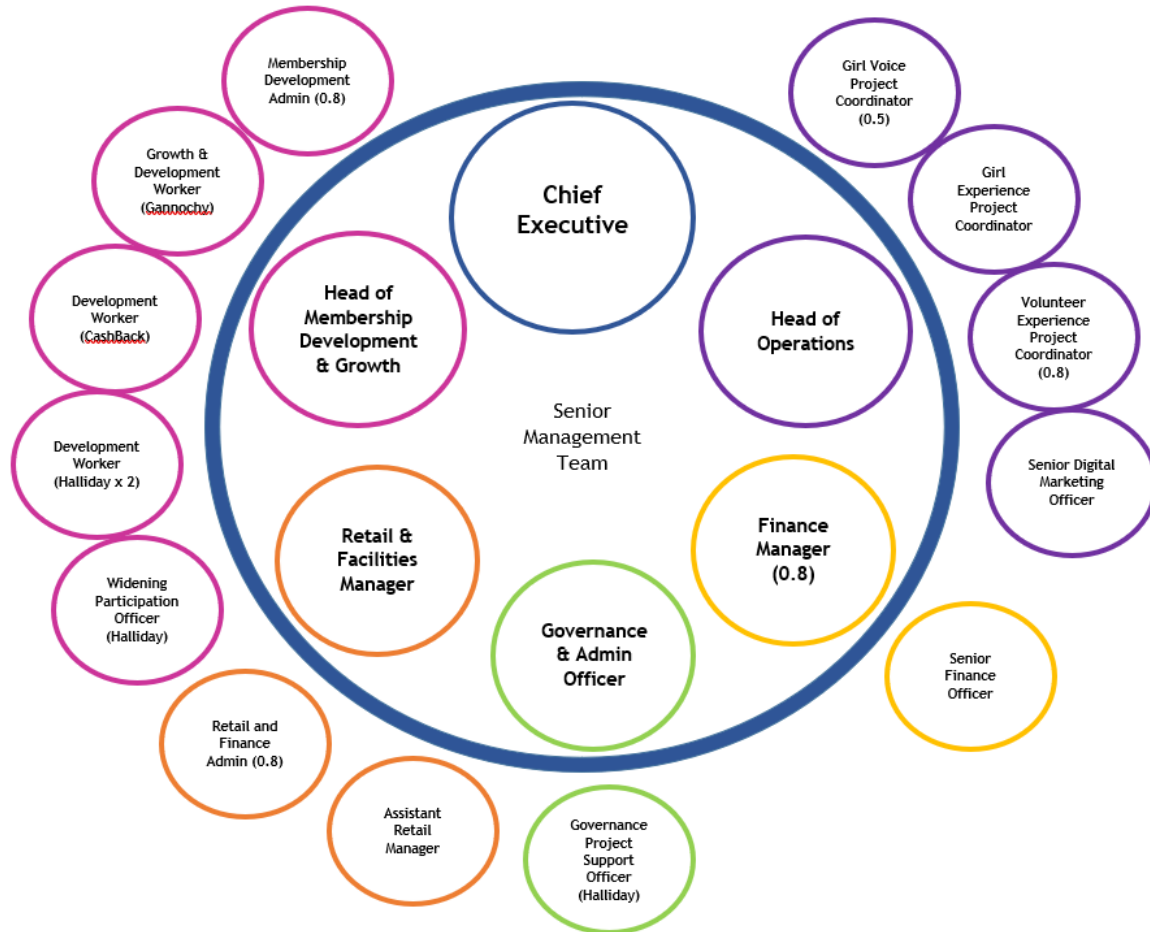 Membership
Development
Admin (0.8)
Growth &
Development
Worker
(Gannochy)
Development
Worker
(CashBack)
Development
Worker
(Halliday x 2)
Widening
Participation
Officer
(Halliday)
Retail and
Finance
Admin (0.8)
Assistant
Retail
Manager
Governance
Project
Support
Officer
(Halliday)
Senior
Finance
Officer
Senior Digital
Marketing
Officer
Volunteer
Experience
Project
Coordinator
(0.8)
Girl
Experience
Project
Coordinator
Girl Voice
Project
Coordinator
(0.5)
Chief
Executive
Head of
Membership
Development
& Growth
Head of
Operations
Senior
Management
Team
Retail &
Facilities
Manager
Finance
Manager
(0.8)
Governance
& Admin
Officer